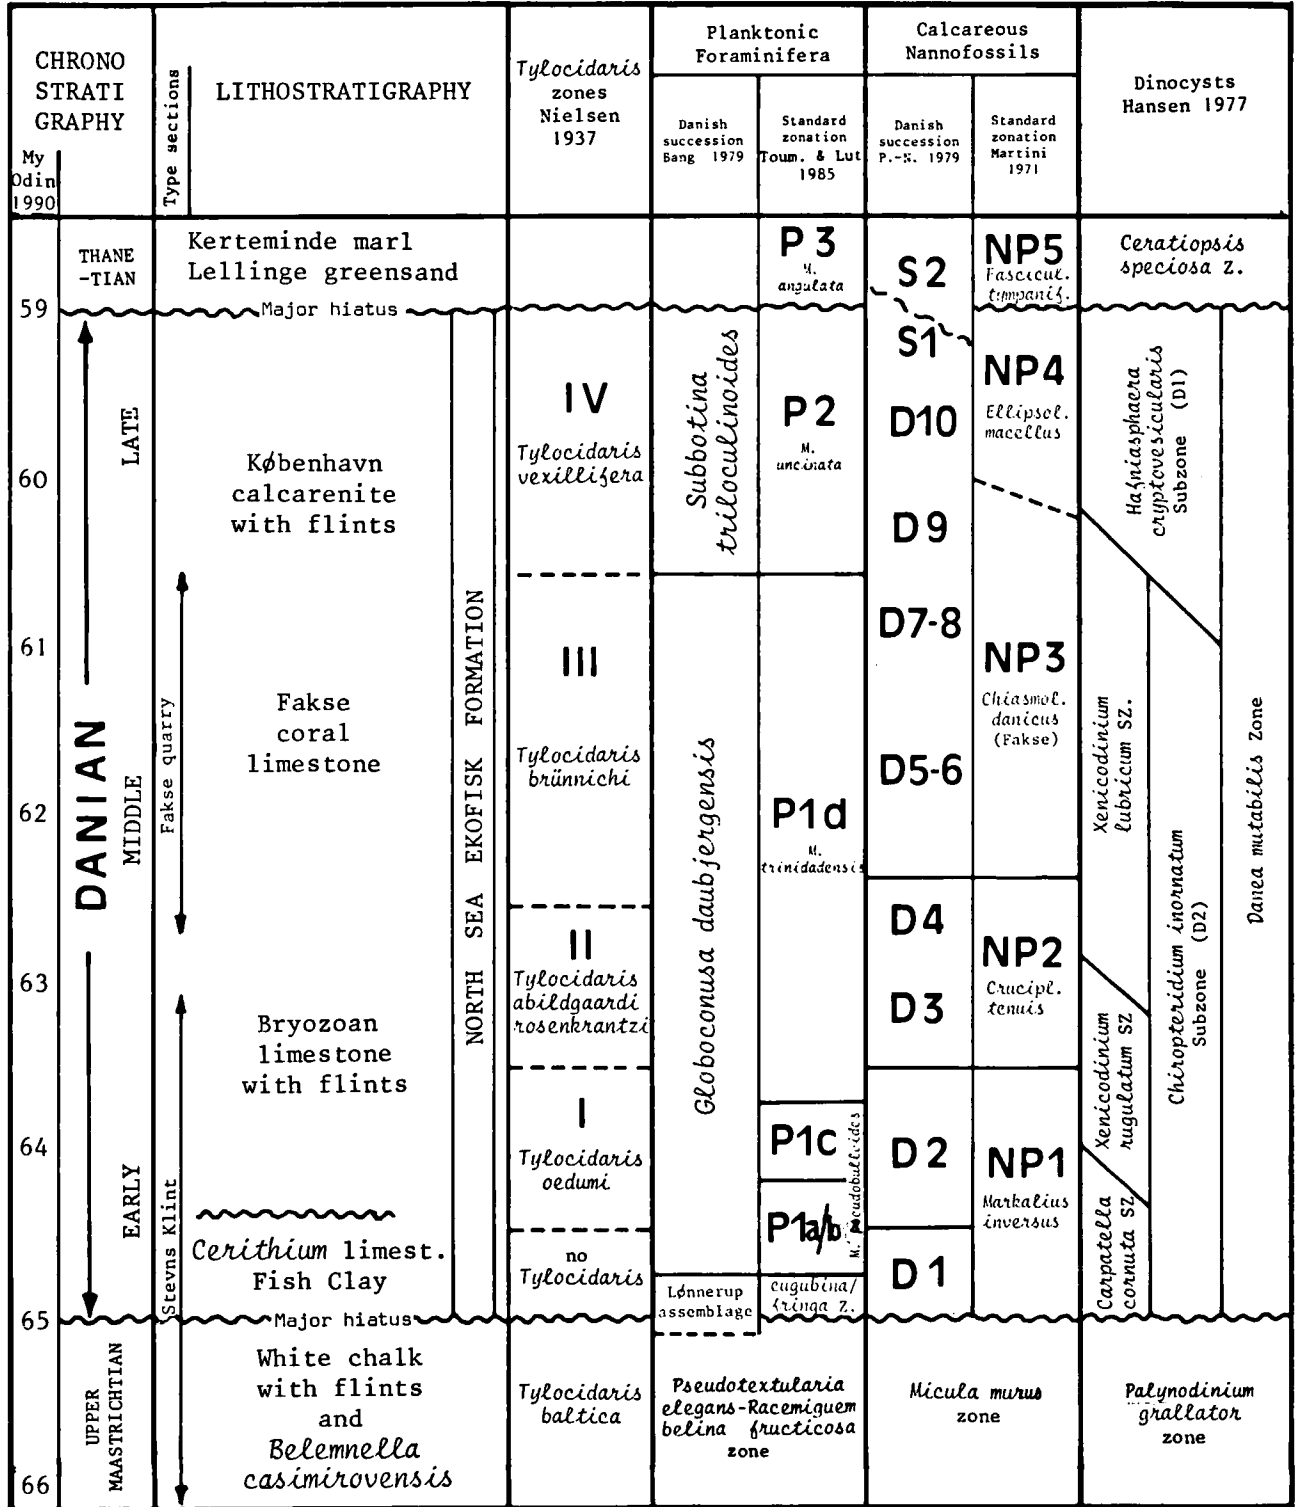 CHRONO
STRATI
GRAPHY
My
Odin
1990
Type sections
LITHOSTRATIGRAPHY
Tylocidaris
zones
Nielsen
1937
Planktonic
Foraminifera
Danish
succession
Bang 1979
Standard
zonation
Toum. & Lut
1985
Calcareous
Nannofossils
Danish
succession
P.-N. 1979
Standard
zonation
Martini
1971
Dinocysts
Hansen 1977
THANE
-TIAN
Kerteminde marl
Lellinge greensand
P3
M.
angulata
S2
NP5
Fascicul.
tympanif.
Ceratiopsis
speciosa Z.
59
Major hiatus
60
61
62
63
64
65
66
DANIAN
LATE
MIDDLE
EARLY
Fakse quarry
Stevns Klint
København
calcarenite
with flints
Fakse
coral
limestone
Bryozoan
limestone
with flints
Cerithium limest.
Fish Clay
NORTH SEA EKOFISK FORMATION
IV
Tylocidaris
vexillifera
III
Tylocidaris
brünnichi
II
Tylocidaris
abildgaardi
rosenkrantzi
I
Tylocidaris
oedumi
no
Tylocidaris
Subbotina
triloculinoides
Globoconusa daubjergensis
Lønnerup
assemblage
P2
M.
uncinata
P1d
M.
trinidadensis
P1c
P1a/b
M. pseudobulloides
eugubina/
fringa Z.
S1
D10
D9
D7-8
D5-6
D4
D3
D2
D1
NP4
Ellipsol.
macellus
NP3
Chiasmol.
danicus
(Fakse)
NP2
Crucipl.
tenuis
NP1
Markalius
inversus
Hafniasphaera
cryptovesicularis
Subzone (D1)
Xenicodinium
lubricum SZ.
Xenicodinium
rugulatum SZ
Carpatella
cornuta SZ
Chiropteridium inornatum
Subzone (D2)
Danea mutabilis Zone
Major hiatus
UPPER
MAASTRICHTIAN
White chalk
with flints
and
Belemnella
casimirovensis
Tylocidaris
baltica
Pseudotextularia
elegans-Racemiguem
belina fructicosa
zone
Micula murus
zone
Palynodinium
grallator
zone